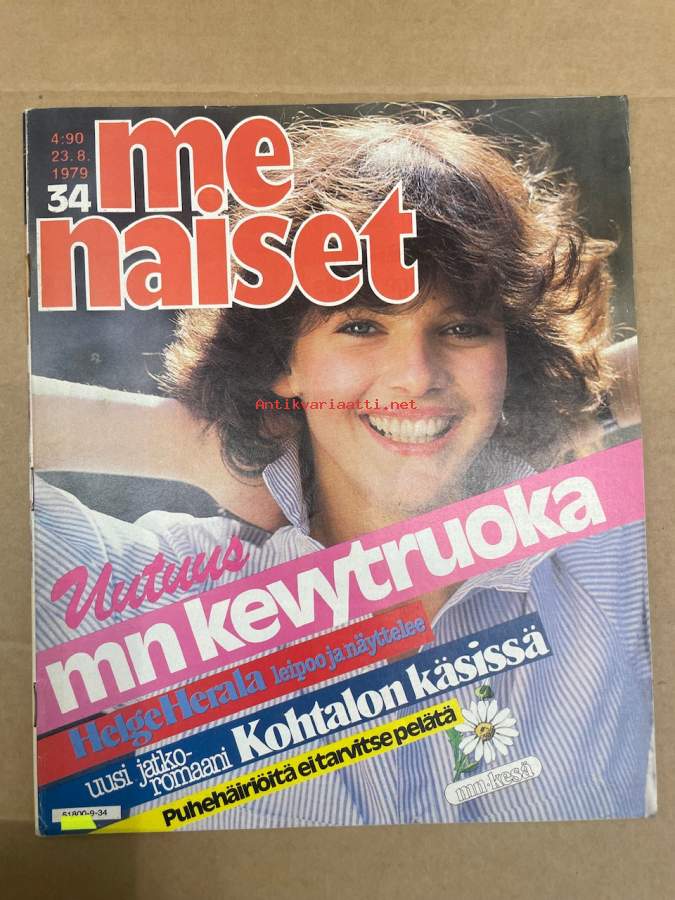 4:90
23.8.
1979
34
me
naiset
Antikvariaatti.net
Uutuus
mn kevytruoka
Helge Herala leipoo ja näyttelee
uusi jatko-
romaani
Kohtalon käsissä
Puhehäiriöitä ei tarvitse pelätä
mn-kesä
51800-9-34